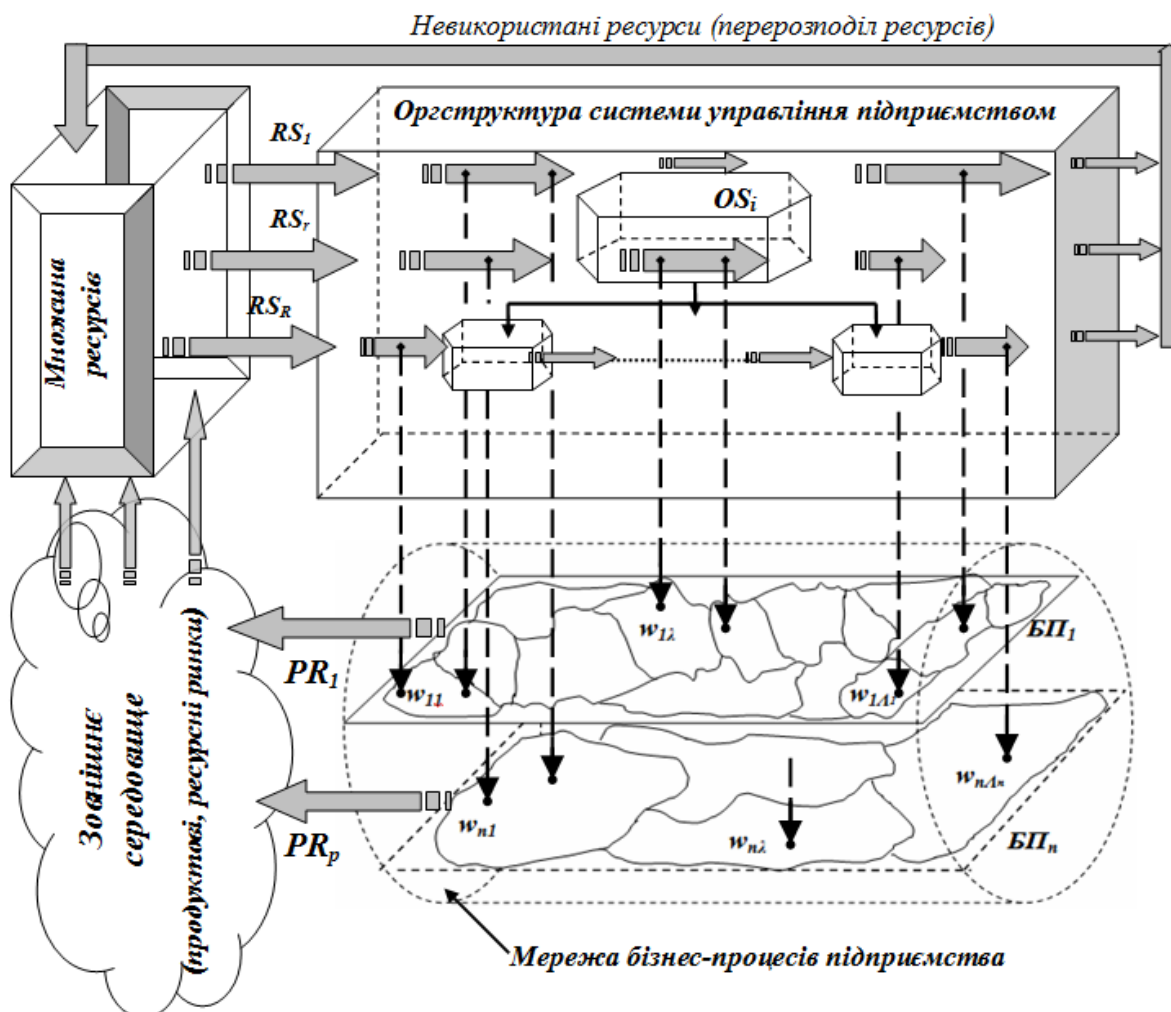 Невикористані ресурси (перерозподіл ресурсів)
Оргструктура системи управління підприємством
RS1
RSr
RSR
OSi
Множина
ресурсів
Зовнішнє
середовище
(продуктові, ресурсні ринки)
PR1
PRp
w11
w1λ
w1Λ1
БП1
wn1
wnλ
wnΛn
БПn
Мережа бізнес-процесів підприємства